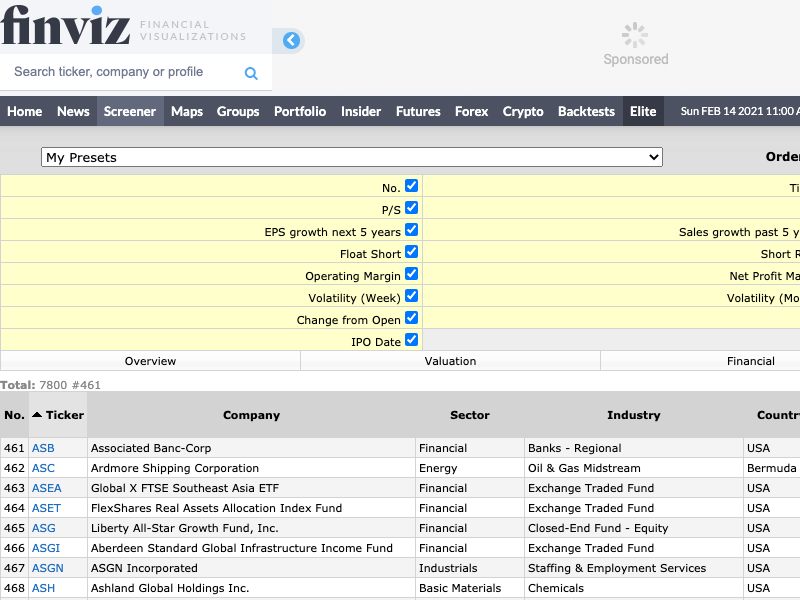 finviz FINANCIAL
VISUALIZATIONS
Sponsored
Search ticker, company or profile
Home News Screener Maps Groups Portfolio Insider Futures Forex Crypto Backtests Elite Sun FEB 14 2021 11:00 A
My Presets Orde
No. Ti
P/S
EPS growth next 5 years Sales growth past 5 y
Float Short Short R
Operating Margin Net Profit Ma
Volatility (Week) Volatility (Mo
Change from Open
IPO Date
Overview Valuation Financial
Total: 7800 #461
No. Ticker Company Sector Industry Countr
461 ASB Associated Banc-Corp Financial Banks - Regional USA
462 ASC Ardmore Shipping Corporation Energy Oil & Gas Midstream Bermuda
463 ASEA Global X FTSE Southeast Asia ETF Financial Exchange Traded Fund USA
464 ASET FlexShares Real Assets Allocation Index Fund Financial Exchange Traded Fund USA
465 ASG Liberty All-Star Growth Fund, Inc. Financial Closed-End Fund - Equity USA
466 ASGI Aberdeen Standard Global Infrastructure Income Fund Financial Exchange Traded Fund USA
467 ASGN ASGN Incorporated Industrials Staffing & Employment Services USA
468 ASH Ashland Global Holdings Inc. Basic Materials Chemicals USA